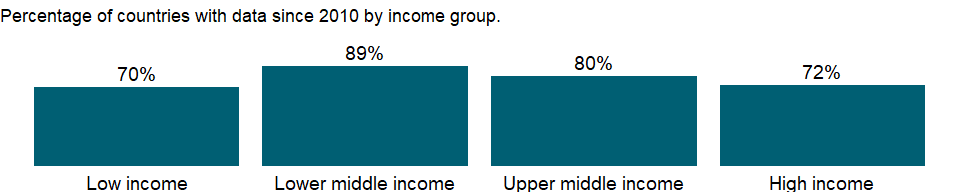 Percentage of countries with data since 2010 by income group.
70%
89%
80%
72%
Low income
Lower middle income
Upper middle income
High income